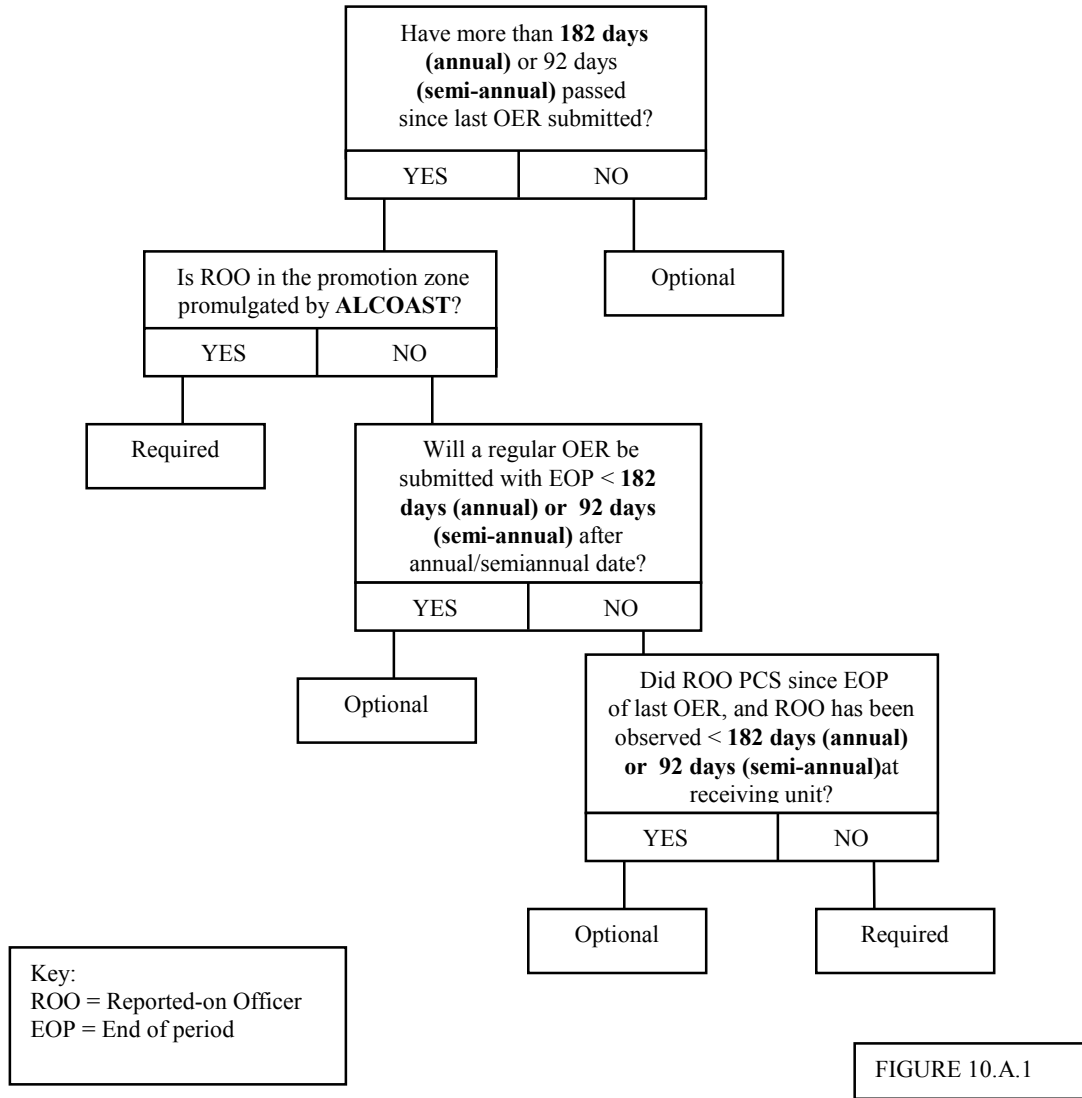 Have more than 182 days
(annual) or 92 days
(semi-annual) passed
since last OER submitted?
YES
NO
Is ROO in the promotion zone
promulgated by ALCOAST?
Optional
YES
NO
Required
Will a regular OER be
submitted with EOP < 182
days (annual) or 92 days
(semi-annual) after
annual/semiannual date?
YES
NO
Optional
Did ROO PCS since EOP
of last OER, and ROO has been
observed < 182 days (annual)
or 92 days (semi-annual)at
receiving unit?
YES
NO
Optional
Required
Key:
ROO = Reported-on Officer
EOP = End of period
FIGURE 10.A.1